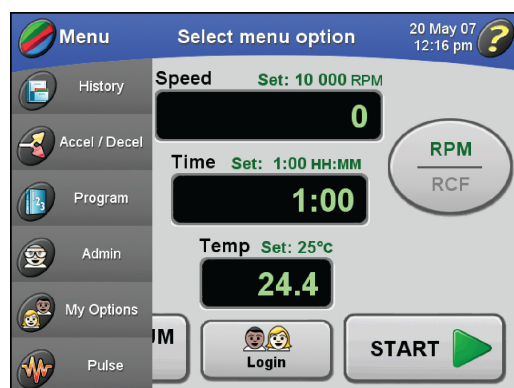 Menu
Select menu option
20 May 07
12:16 pm
?
History
Accel / Decel
Program
Admin
My Options
Pulse
Speed
Set: 10 000 RPM
0
Time
Set: 1:00 HH:MM
1:00
Temp
Set: 25°C
24.4
RPM
RCF
UM
Login
START